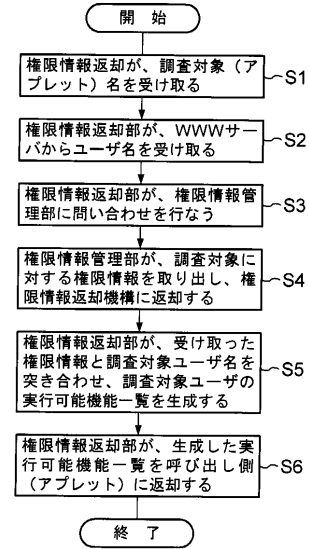 開 始
権限情報返却が、調査対象（ア
プレット）名を受け取る
S1
権限情報返却部が、WWWサー
バからユーザ名を受け取る
S2
権限情報返却部が、権限情報管
理部に問い合わせを行なう
S3
権限情報管理部が、調査対象に
対する権限情報を取り出し、権
限情報返却機構に返却する
S4
権限情報返却部が、受け取った
権限情報と調査対象ユーザ名を
突き合わせ、調査対象ユーザの
実行可能機能一覧を生成する
S5
権限情報返却部が、生成した実
行可能機能一覧を呼び出し側
（アプレット）に返却する
S6
終 了